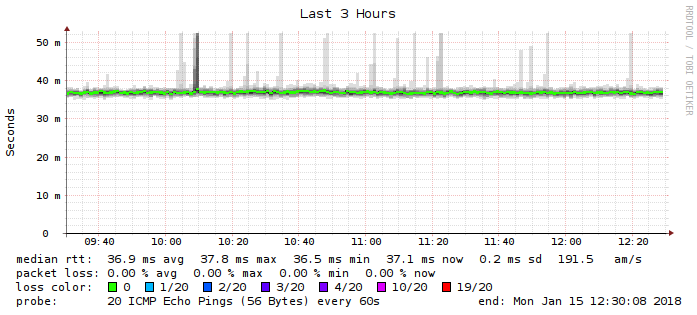 Last 3 Hours
RRDTOOL / TOBI OETIKER
Seconds
50 m
40 m
30 m
20 m
10 m
0
09:40 10:00 10:20 10:40 11:00 11:20 11:40 12:00 12:20
median rtt: 36.9 ms avg 37.8 ms max 36.5 ms min 37.1 ms now 0.2 ms sd 191.5 am/s
packet loss: 0.00 % avg 0.00 % max 0.00 % min 0.00 % now
loss color: 0 1/20 2/20 3/20 4/20 10/20 19/20
probe: 20 ICMP Echo Pings (56 Bytes) every 60s end: Mon Jan 15 12:30:08 2018